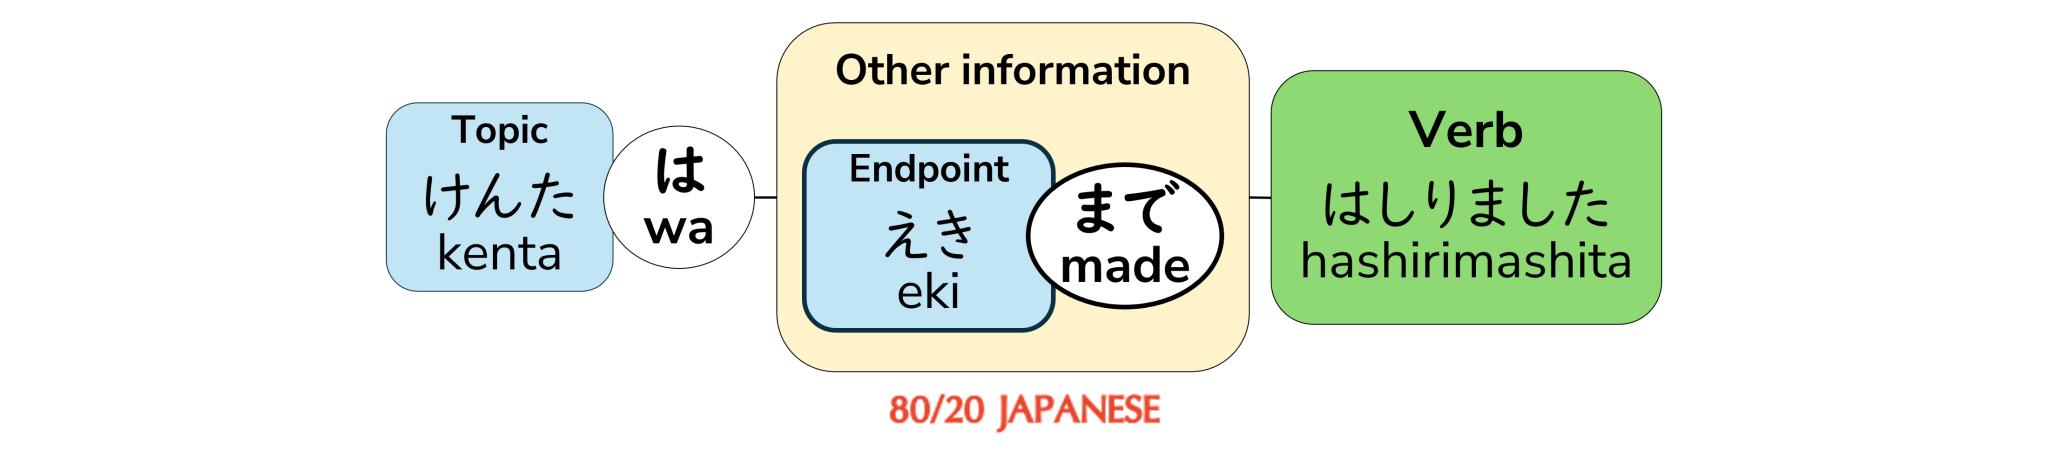 Topic
けんた
kenta
は
wa
Other information
Endpoint
えき
eki
まで
made
Verb
はしりました
hashirimashita
80/20 JAPANESE